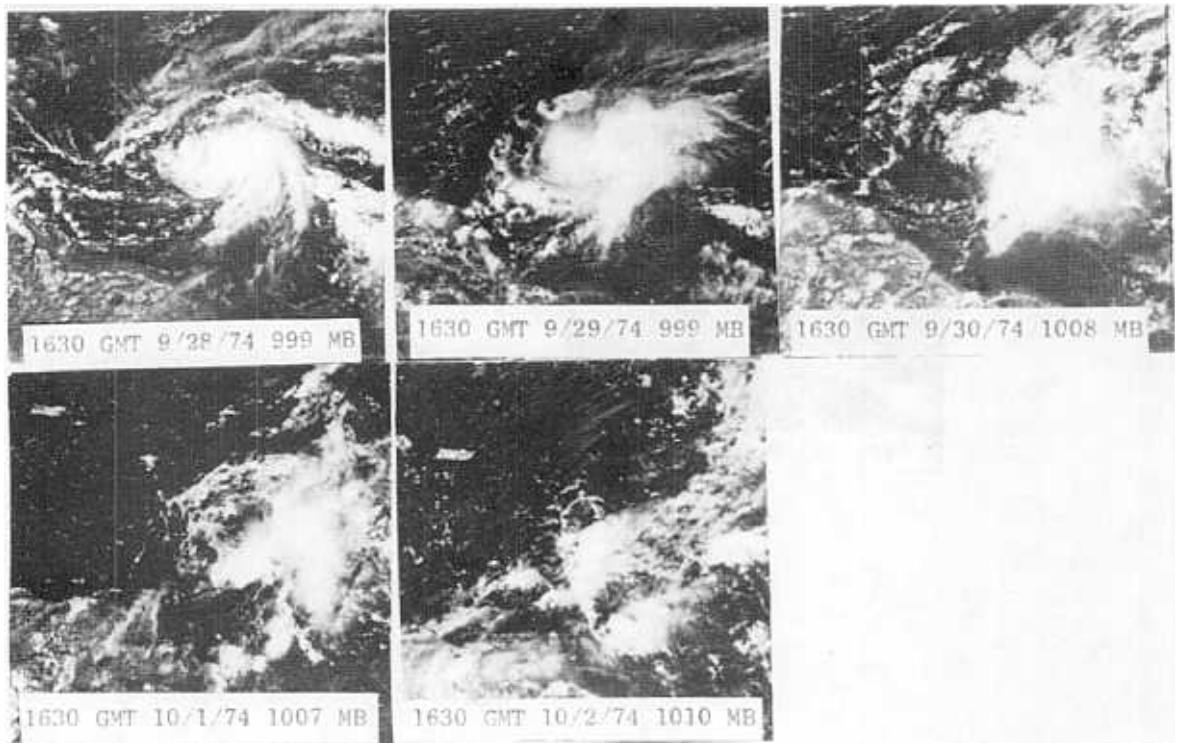 1630 GMT 9/28/74 999 MB
1630 GMT 9/29/74 999 MB
1630 GMT 9/30/74 1008 MB
1630 GMT 10/1/74 1007 MB
1630 GMT 10/2/74 1010 MB